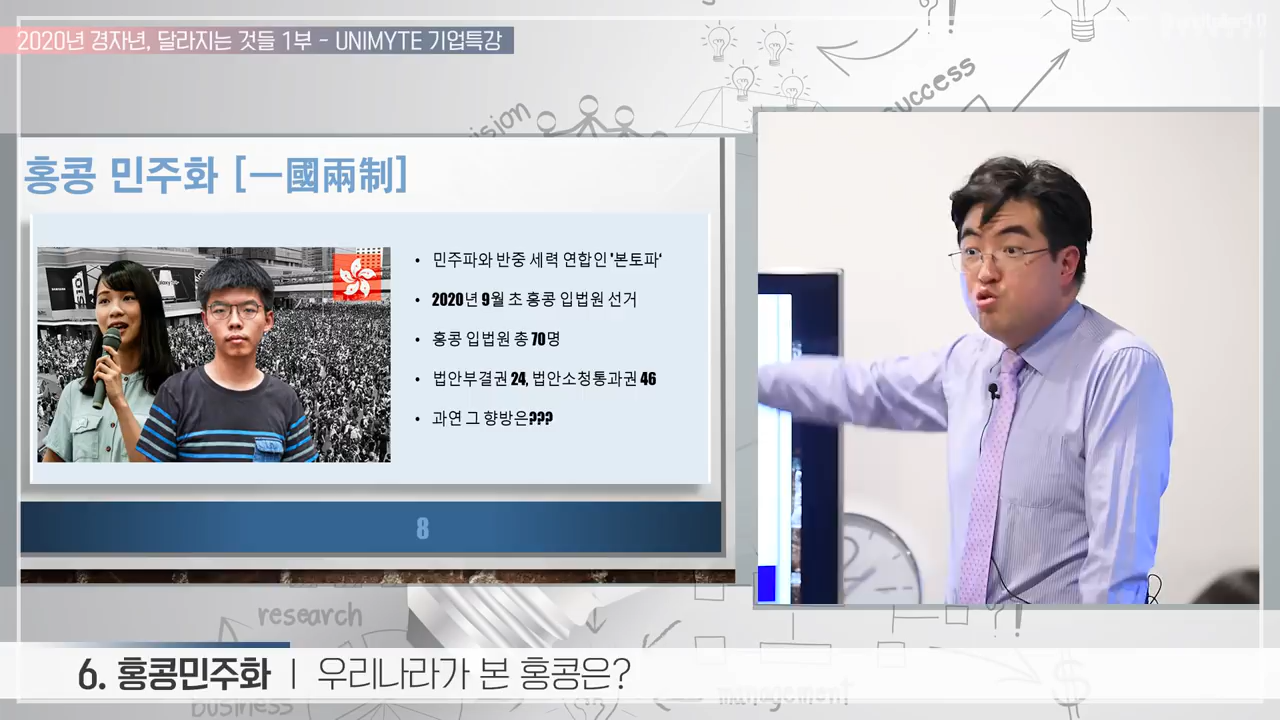 2020년 경자년, 달라지는 것들 1부 - UNIMYTE 기업특강
success
vision
홍콩 민주화 [一國兩制]
• 민주파와 반중 세력 연합인 '본토파'
• 2020년 9월 초 홍콩 입법원 선거
• 홍콩 입법원 총 70명
• 법안부결권 24, 법안소청통과권 46
• 과연 그 향방은???
8
research
6. 홍콩민주화 | 우리나라가 본 홍콩은?
management
business